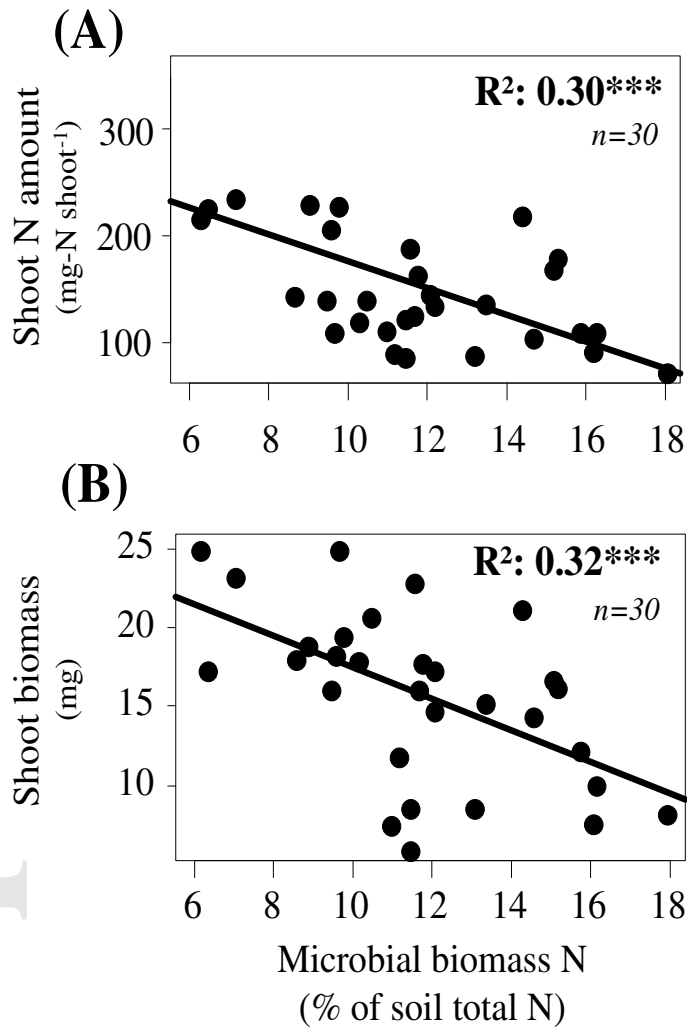 (A)
R²: 0.30***
n=30
Shoot N amount
(mg-N shoot⁻¹)
300
200
100
6 8 10 12 14 16 18
(B)
R²: 0.32***
n=30
Shoot biomass
(mg)
25
20
15
10
6 8 10 12 14 16 18
Microbial biomass N
(% of soil total N)